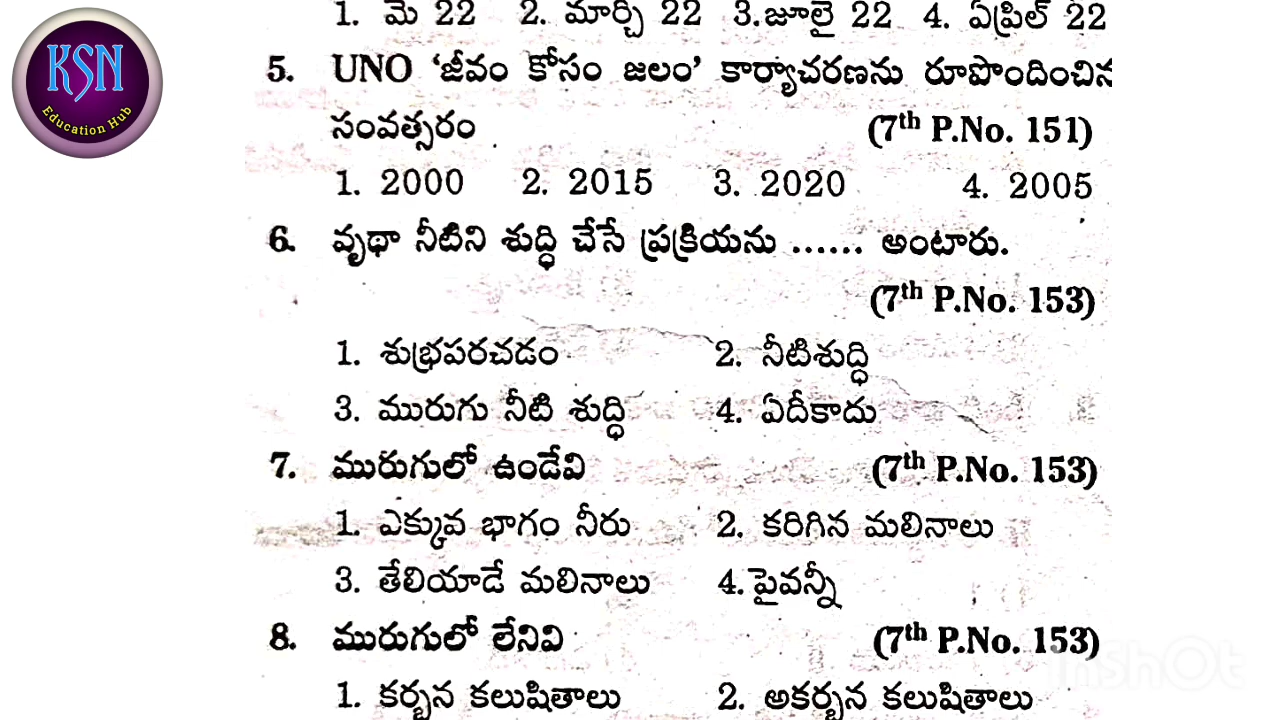 1. మే 22 2. మార్చి 22 3. జూలై 22 4. ఏప్రిల్ 22
KSN
Education Hub
5. UNO ‘జీవం కోసం జలం’ కార్యాచరణను రూపొందించిన
సంవత్సరం (7th P.No. 151)
1. 2000 2. 2015 3. 2020 4. 2005
6. వృథా నీటిని శుద్ధి చేసే ప్రక్రియను ...... అంటారు.
(7th P.No. 153)
1. శుభ్రపరచడం 2. నీటిశుద్ధి
3. మురుగు నీటి శుద్ధి 4. ఏదీకాదు
7. మురుగులో ఉండేవి (7th P.No. 153)
1. ఎక్కువ భాగం నీరు 2. కరిగిన మలినాలు
3. తేలియాడే మలినాలు 4. పైవన్నీ
8. మురుగులో లేనివి (7th P.No. 153)
1. కర్బన కలుషితాలు 2. అకర్బన కలుషితాలు
InShOt